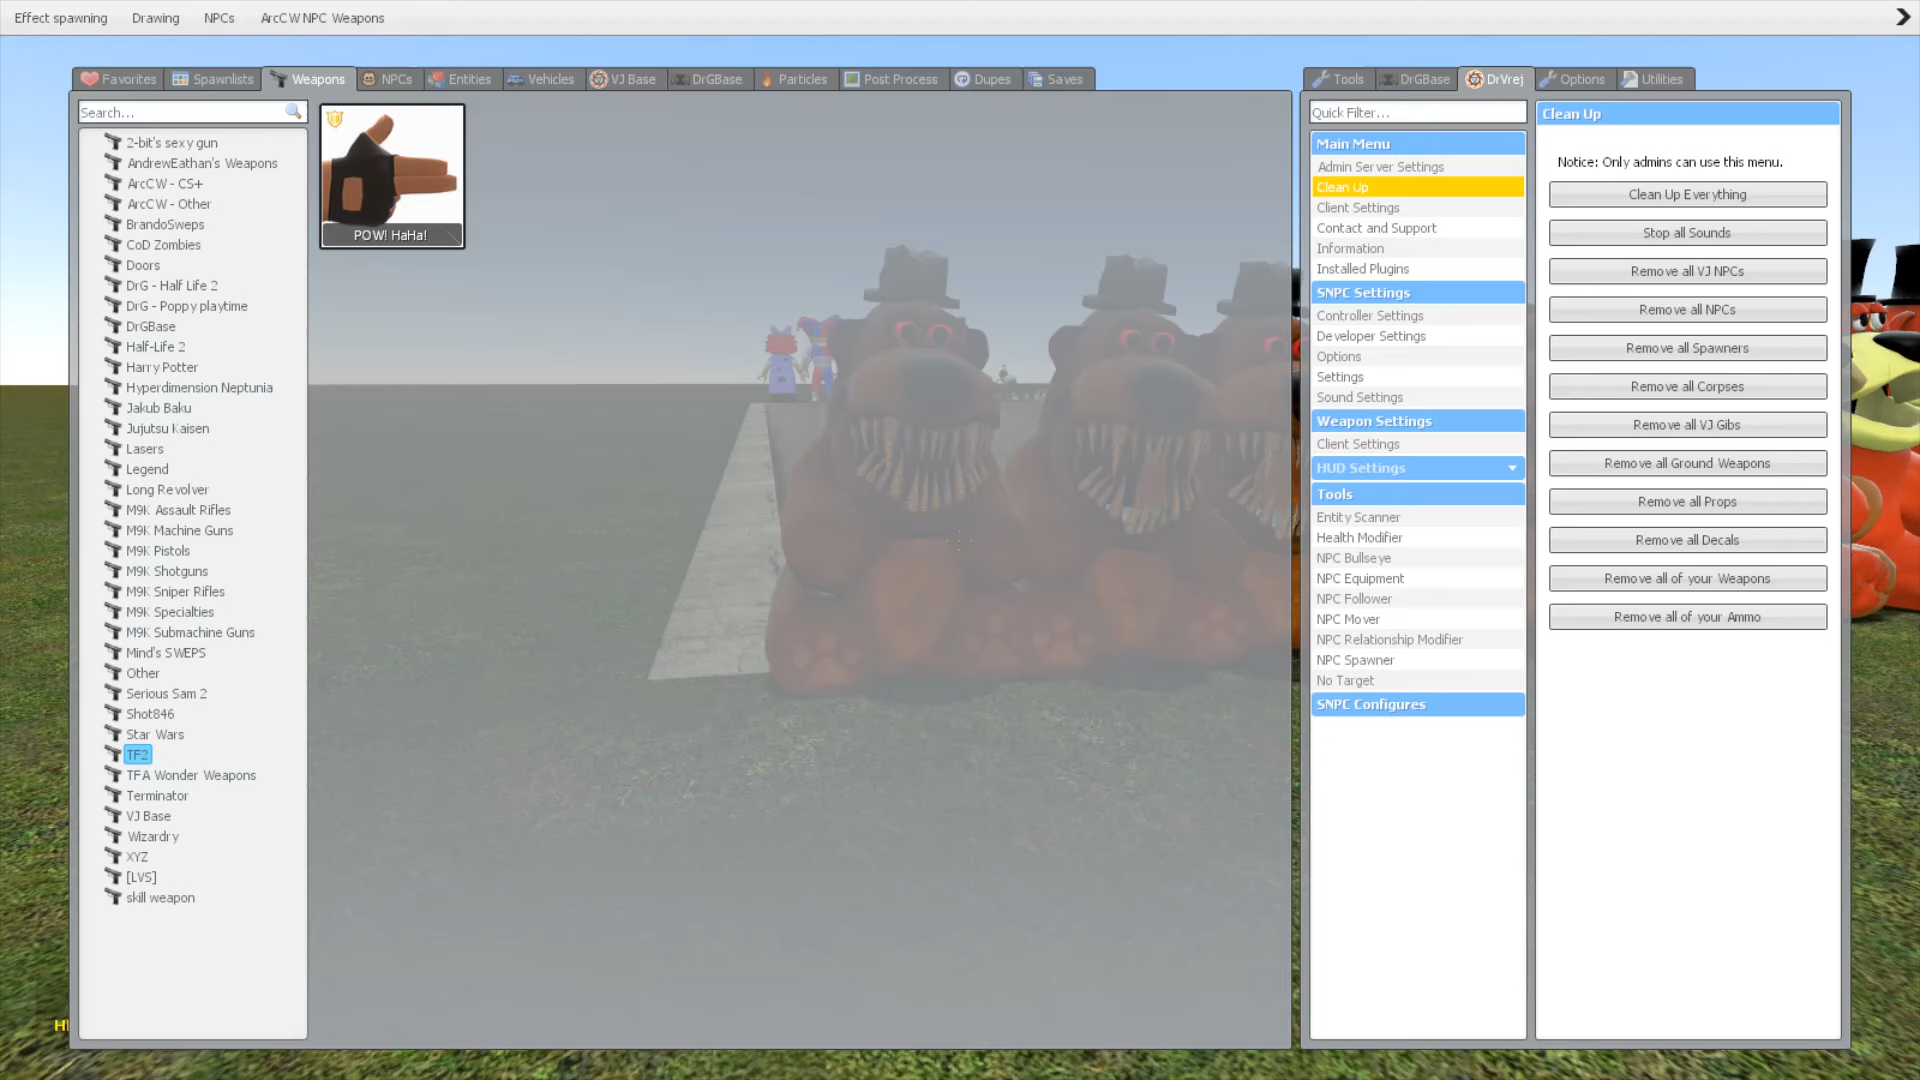 Effect spawning Drawing NPCs ArcCW NPC Weapons
Favorites Spawnlists Weapons NPCs Entities Vehicles VJ Base DrGBase Particles Post Process Dupes Saves
Search...
2-bit's sexy gun
AndrewEathan's Weapons
ArcCW - CS+
ArcCW - Other
BrandoSweps
CoD Zombies
Doors
DrG - Half Life 2
DrG - Poppy playtime
DrGBase
Half-Life 2
Harry Potter
Hyperdimension Neptunia
Jakub Baku
Jujutsu Kaisen
Lasers
Legend
Long Revolver
M9K Assault Rifles
M9K Machine Guns
M9K Pistols
M9K Shotguns
M9K Sniper Rifles
M9K Specialties
M9K Submachine Guns
Mind's SWEPS
Other
Serious Sam 2
Shot846
Star Wars
TF2
TFA Wonder Weapons
Terminator
VJ Base
Wizardry
XYZ
[LVS]
skill weapon
POW! HaHa!
Tools DrGBase DrVrej Options Utilities
Quick Filter...
Main Menu
Admin Server Settings
Clean Up
Client Settings
Contact and Support
Information
Installed Plugins
SNPC Settings
Controller Settings
Developer Settings
Options
Settings
Sound Settings
Weapon Settings
Client Settings
HUD Settings
Tools
Entity Scanner
Health Modifier
NPC Bullseye
NPC Equipment
NPC Follower
NPC Mover
NPC Relationship Modifier
NPC Spawner
No Target
SNPC Configures
Clean Up
Notice: Only admins can use this menu.
Clean Up Everything
Stop all Sounds
Remove all VJ NPCs
Remove all NPCs
Remove all Spawners
Remove all Corpses
Remove all VJ Gibs
Remove all Ground Weapons
Remove all Props
Remove all Decals
Remove all of your Weapons
Remove all of your Ammo